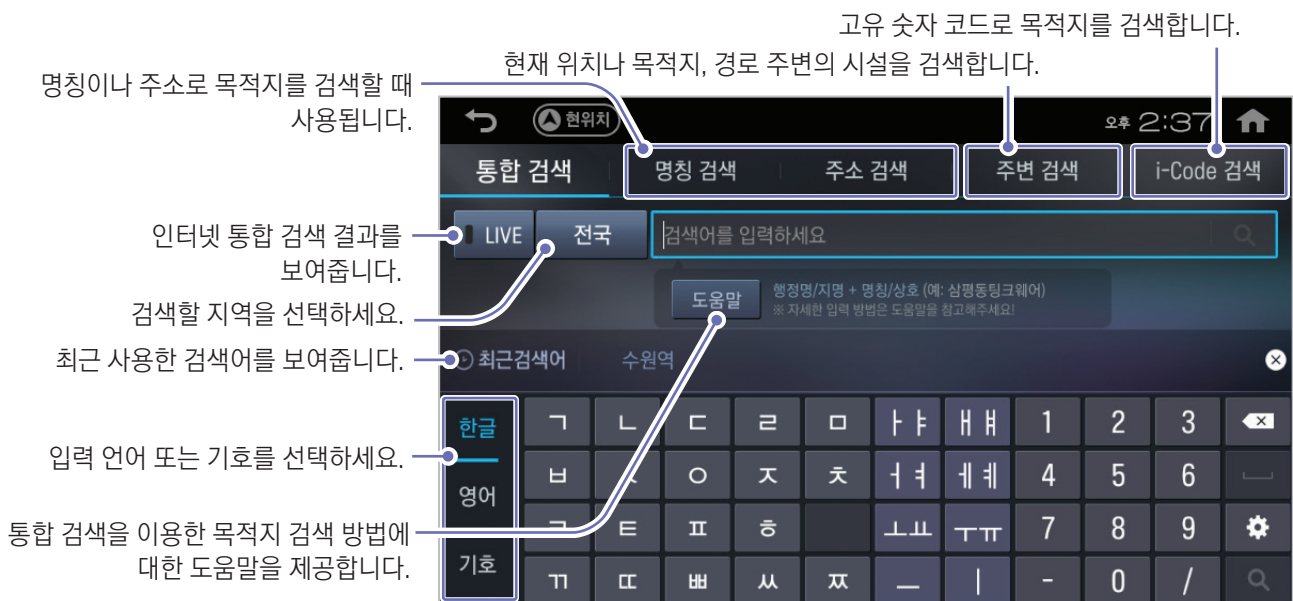 고유 숫자 코드로 목적지를 검색합니다.
현재 위치나 목적지, 경로 주변의 시설을 검색합니다.
명칭이나 주소로 목적지를 검색할 때
사용됩니다.
현위치
오후 2:37
통합 검색 명칭 검색 주소 검색 주변 검색 i-Code 검색
인터넷 통합 검색 결과를
보여줍니다.
LIVE 전국 검색어를 입력하세요
검색할 지역을 선택하세요.
도움말 행정명/지명 + 명칭/상호 (예: 삼평동팅크웨어)
※ 자세한 입력 방법은 도움말을 참고해주세요!
최근 사용한 검색어를 보여줍니다.
최근검색어 수원역
입력 언어 또는 기호를 선택하세요.
한글
영어
기호
ㄱ ㄴ ㄷ ㄹ ㅁ ㅏㅑ ㅐㅒ 1 2 3
ㅂ ㅇ ㅈ ㅊ ㅓㅕ ㅔㅖ 4 5 6
ㅌ ㅍ ㅎ ㅗㅛ ㅜㅠ 7 8 9
ㄲ ㄸ ㅃ ㅆ ㅉ ㅡ ㅣ - 0 /
통합 검색을 이용한 목적지 검색 방법에
대한 도움말을 제공합니다.